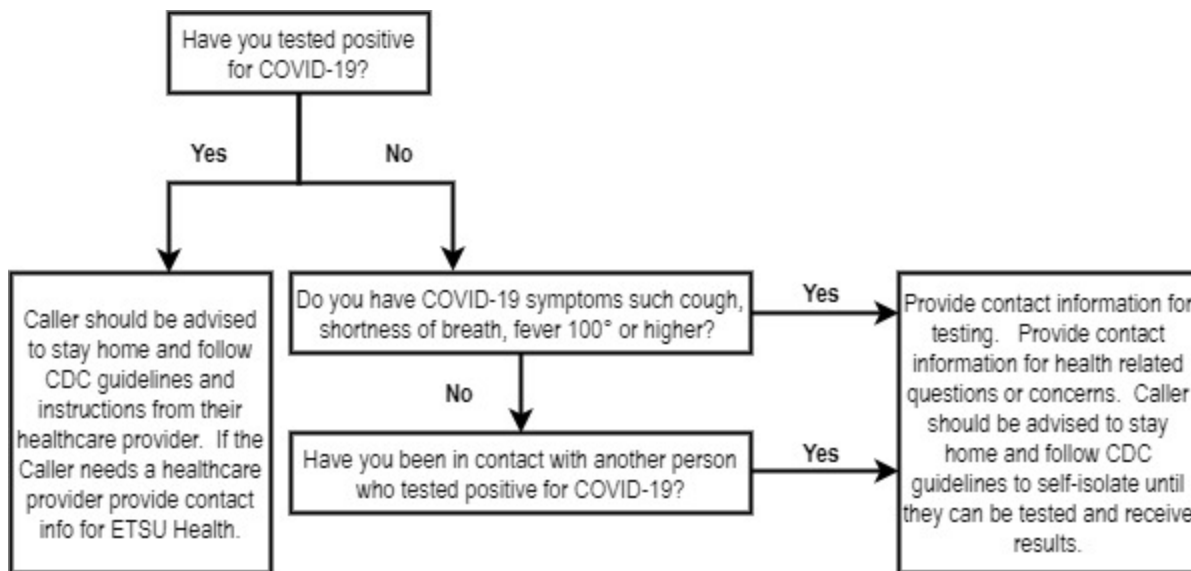 Have you tested positive
for COVID-19?
Yes
No
Caller should be advised
to stay home and follow
CDC guidelines and
instructions from their
healthcare provider. If the
Caller needs a healthcare
provider provide contact
info for ETSU Health.
Do you have COVID-19 symptoms such cough,
shortness of breath, fever 100° or higher?
Yes
No
Have you been in contact with another person
who tested positive for COVID-19?
Yes
Provide contact information for
testing. Provide contact
information for health related
questions or concerns. Caller
should be advised to stay
home and follow CDC
guidelines to self-isolate until
they can be tested and receive
results.